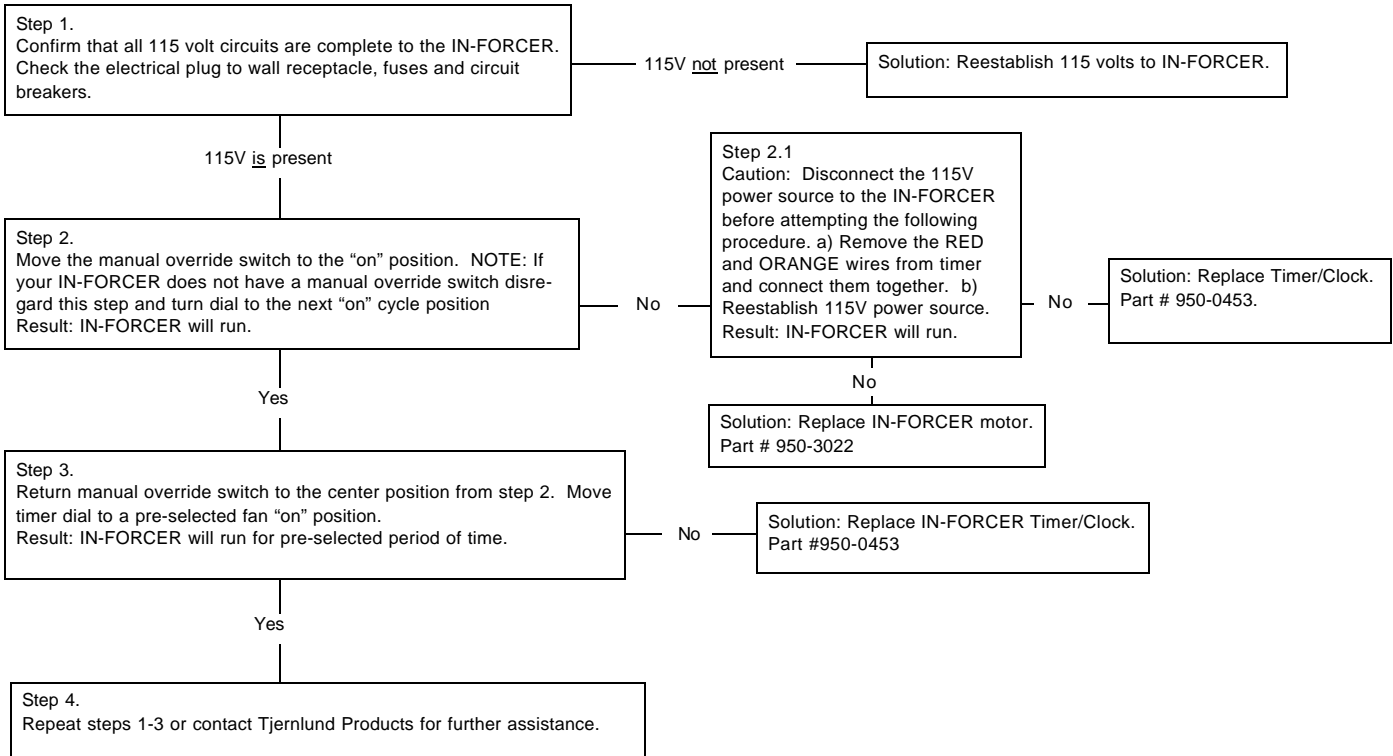 Step 1.
Confirm that all 115 volt circuits are complete to the IN-FORCER.
Check the electrical plug to wall receptacle, fuses and circuit
breakers.
115V not present
Solution: Reestablish 115 volts to IN-FORCER.
115V is present
Step 2.
Move the manual override switch to the “on” position. NOTE: If
your IN-FORCER does not have a manual override switch disre-
gard this step and turn dial to the next “on” cycle position
Result: IN-FORCER will run.
No
Step 2.1
Caution: Disconnect the 115V
power source to the IN-FORCER
before attempting the following
procedure. a) Remove the RED
and ORANGE wires from timer
and connect them together. b)
Reestablish 115V power source.
Result: IN-FORCER will run.
No
Solution: Replace Timer/Clock.
Part # 950-0453.
No
Solution: Replace IN-FORCER motor.
Part # 950-3022
Yes
Step 3.
Return manual override switch to the center position from step 2. Move
timer dial to a pre-selected fan “on” position.
Result: IN-FORCER will run for pre-selected period of time.
No
Solution: Replace IN-FORCER Timer/Clock.
Part #950-0453
Yes
Step 4.
Repeat steps 1-3 or contact Tjernlund Products for further assistance.